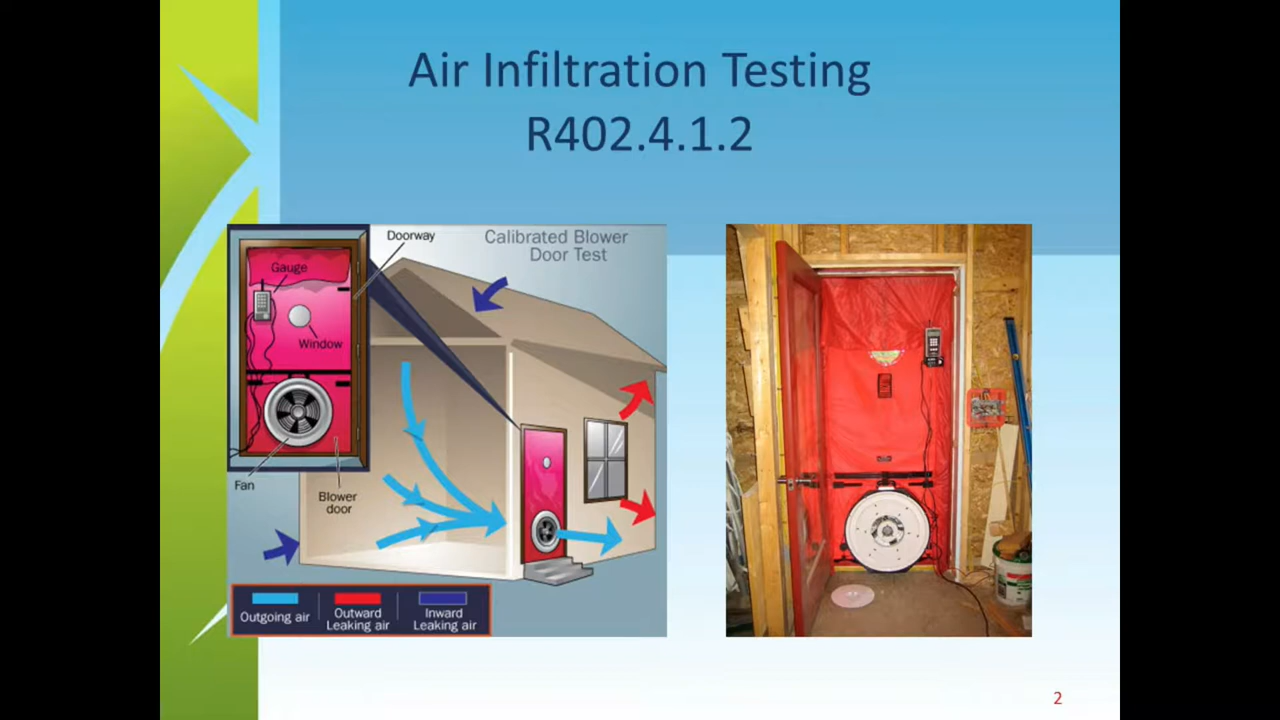 Air Infiltration Testing
R402.4.1.2
Doorway
Calibrated Blower
Door Test
Gauge
Window
Fan
Blower
door
Outgoing air
Outward
Leaking air
Inward
Leaking air
2